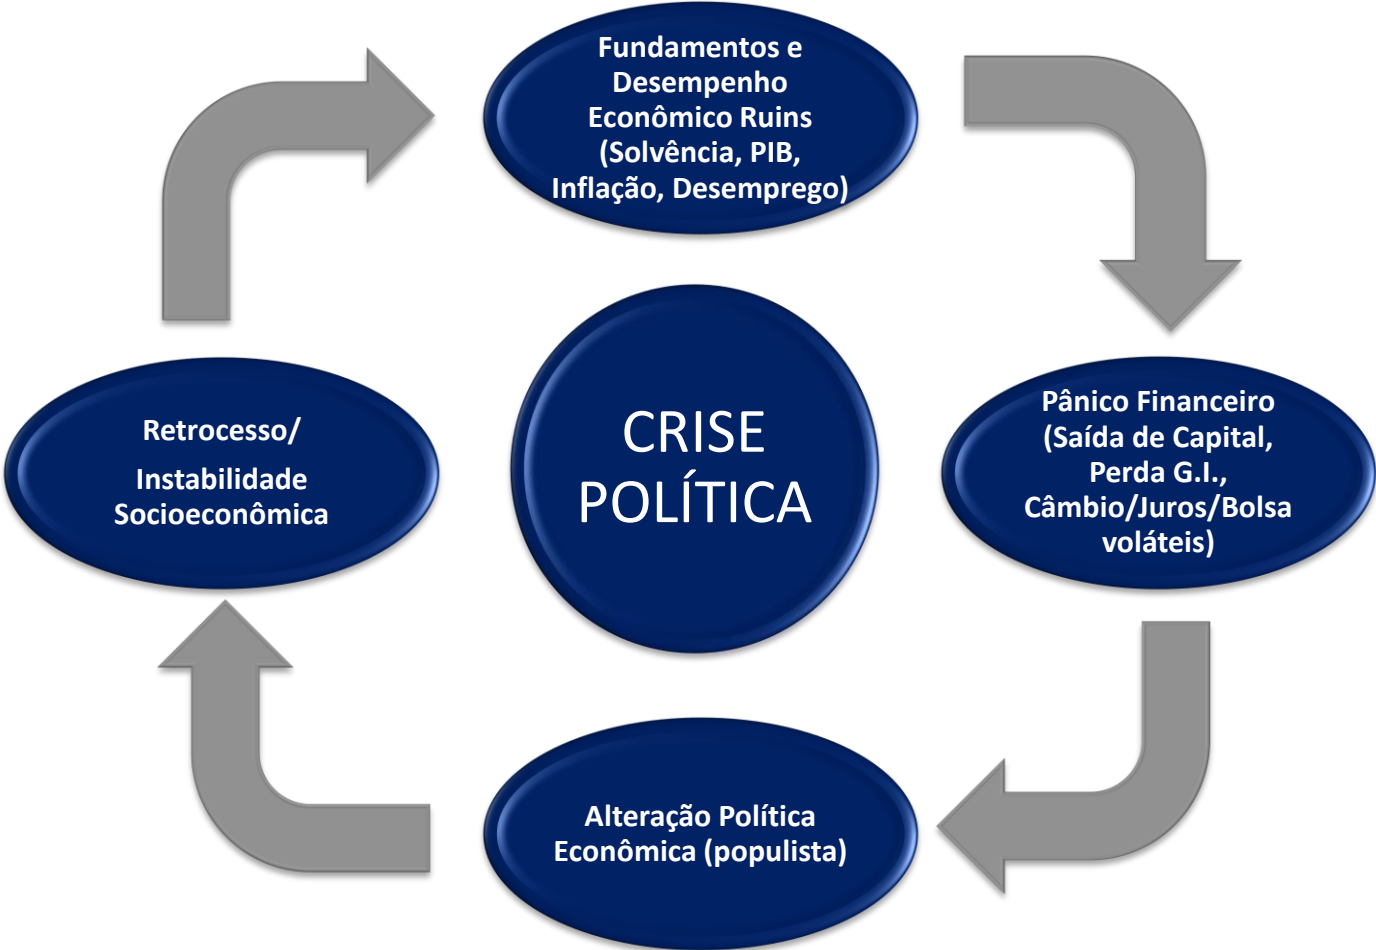 Fundamentos e
Desempenho
Econômico Ruins
(Solvência, PIB,
Inflação, Desemprego)
Pânico Financeiro
(Saída de Capital,
Perda G.I.,
Câmbio/Juros/Bolsa
voláteis)
Alteração Política
Econômica (populista)
Retrocesso/
Instabilidade
Socioeconômica
CRISE
POLÍTICA